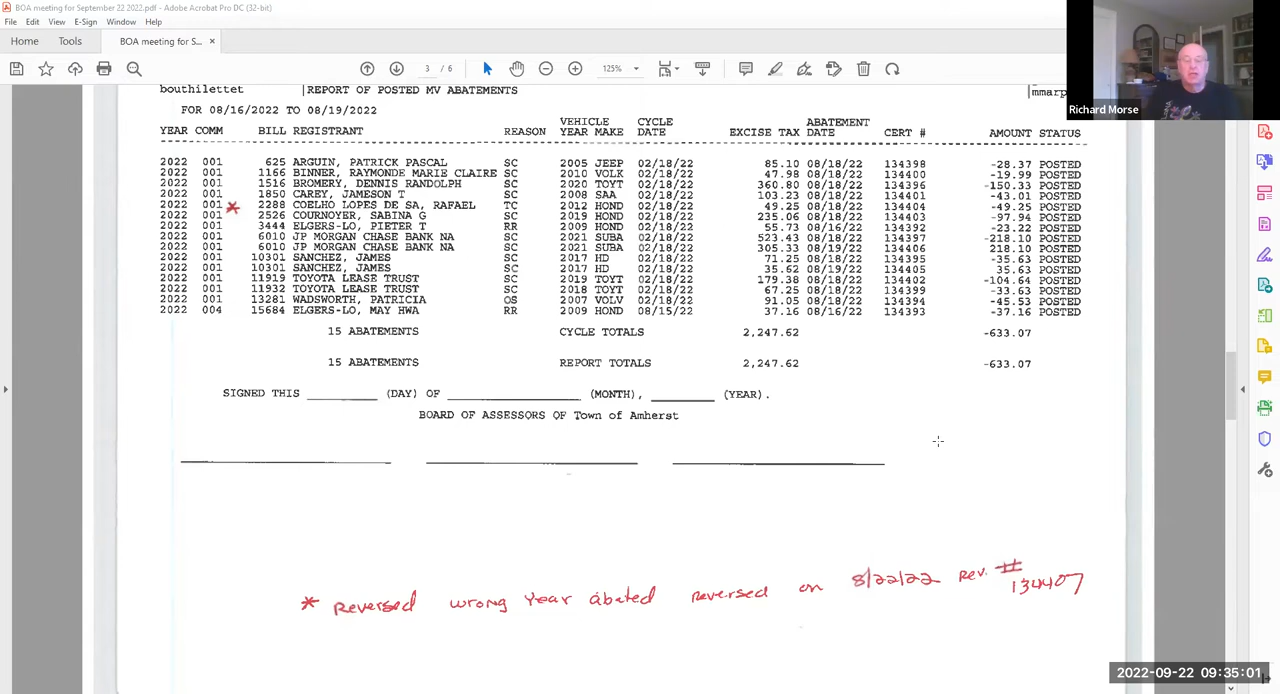 BOA meeting for September 22 2022.pdf - Adobe Acrobat Pro DC (32-bit)
File Edit View E-Sign Window Help
Home Tools BOA meeting for S... ×
3 / 6 125%
Richard Morse
bouthilettet REPORT OF POSTED MV ABATEMENTS mmarp
FOR 08/16/2022 TO 08/19/2022
VEHICLE CYCLE ABATEMENT
YEAR COMM BILL REGISTRANT REASON YEAR MAKE DATE EXCISE TAX DATE CERT # AMOUNT STATUS
2022 001 625 ARGUIN, PATRICK PASCAL SC 2005 JEEP 02/18/22 85.10 08/18/22 134398 -28.37 POSTED
2022 001 1166 BINNER, RAYMONDE MARIE CLAIRE SC 2010 VOLK 02/18/22 47.98 08/18/22 134400 -19.99 POSTED
2022 001 1516 BROMERY, DENNIS RANDOLPH SC 2020 TOYT 02/18/22 360.80 08/18/22 134396 -150.33 POSTED
2022 001 1850 CAREY, JAMESON T SC 2008 SAA 02/18/22 103.23 08/18/22 134401 -43.01 POSTED
2022 001 * 2288 COELHO LOPES DE SA, RAFAEL TC 2012 HOND 02/18/22 49.25 08/18/22 134404 -49.25 POSTED
2022 001 2526 COURNOYER, SABINA G SC 2019 HOND 02/18/22 235.06 08/18/22 134403 -97.94 POSTED
2022 001 3444 ELGERS-LO, PIETER T RR 2009 HOND 02/18/22 55.73 08/16/22 134392 -23.22 POSTED
2022 001 6010 JP MORGAN CHASE BANK NA SC 2021 SUBA 02/18/22 523.43 08/18/22 134397 -218.10 POSTED
2022 001 6010 JP MORGAN CHASE BANK NA SC 2021 SUBA 02/18/22 305.33 08/19/22 134406 218.10 POSTED
2022 001 10301 SANCHEZ, JAMES SC 2017 HD 02/18/22 71.25 08/18/22 134395 -35.63 POSTED
2022 001 10301 SANCHEZ, JAMES SC 2017 HD 02/18/22 35.62 08/19/22 134405 35.63 POSTED
2022 001 11919 TOYOTA LEASE TRUST SC 2019 TOYT 02/18/22 179.38 08/18/22 134402 -104.64 POSTED
2022 001 11932 TOYOTA LEASE TRUST SC 2018 TOYT 02/18/22 67.25 08/18/22 134399 -33.63 POSTED
2022 001 13281 WADSWORTH, PATRICIA OS 2007 VOLV 02/18/22 91.05 08/18/22 134394 -45.53 POSTED
2022 004 15684 ELGERS-LO, MAY HWA RR 2009 HOND 08/15/22 37.16 08/16/22 134393 -37.16 POSTED
15 ABATEMENTS CYCLE TOTALS 2,247.62 -633.07
15 ABATEMENTS REPORT TOTALS 2,247.62 -633.07
SIGNED THIS ________ (DAY) OF ________ (MONTH), ________ (YEAR).
BOARD OF ASSESSORS OF Town of Amherst
* Reversed wrong Year abated reversed on 8/22/22 Rev. #
134407
2022-09-22 09:35:01